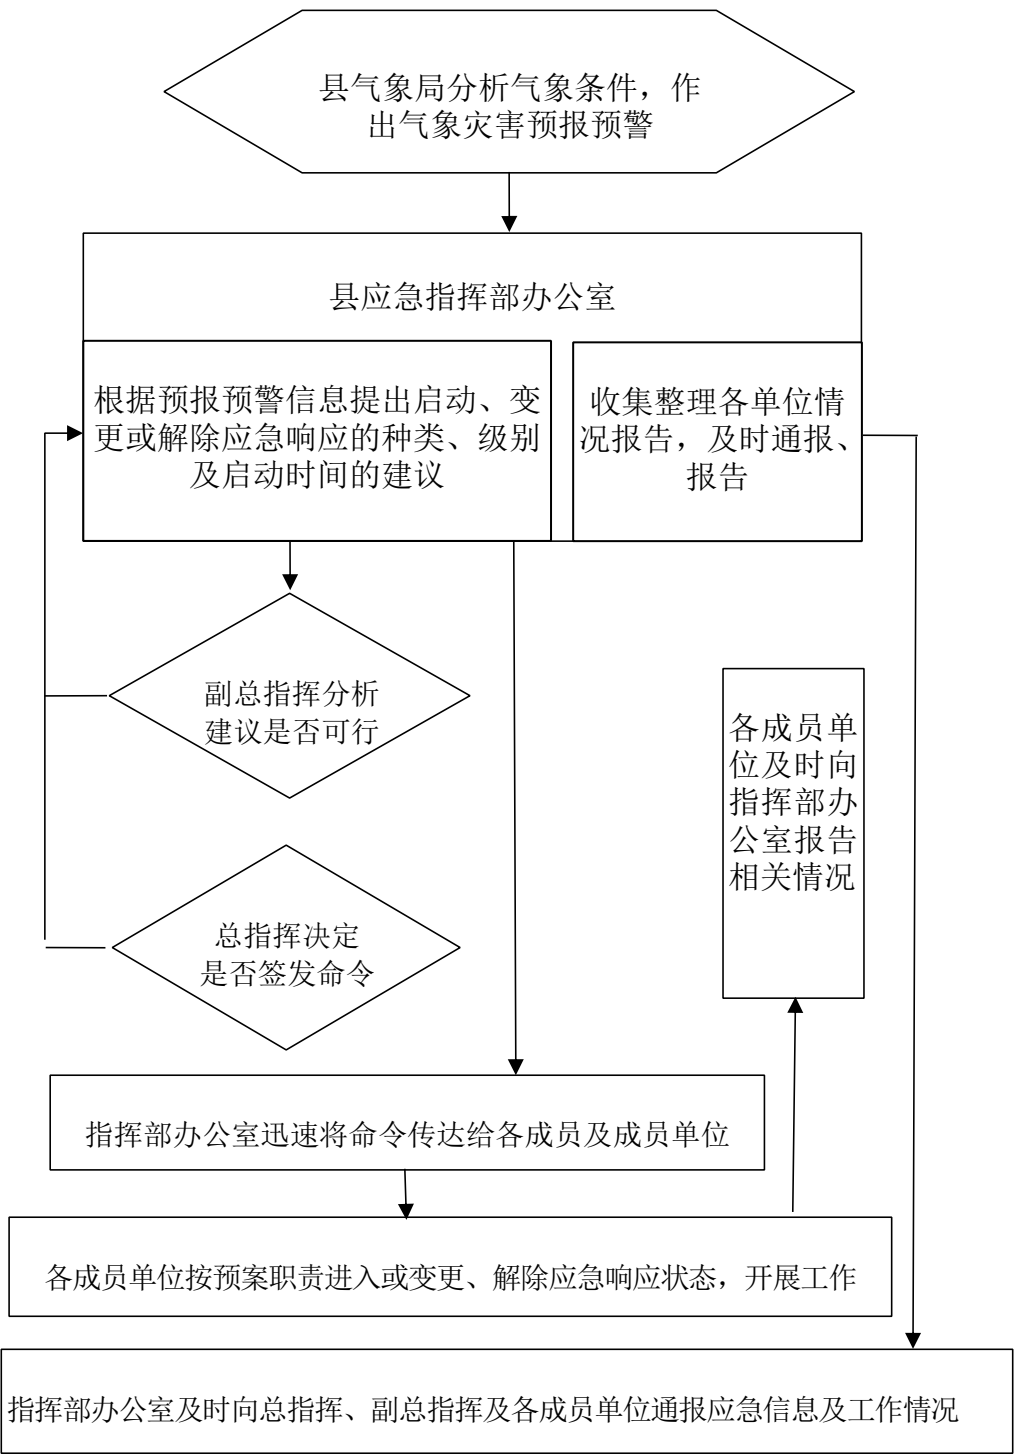 县气象局分析气象条件，作
出气象灾害预报预警
县应急指挥部办公室
根据预报预警信息提出启动、变
更或解除应急响应的种类、级别
及启动时间的建议
收集整理各单位情
况报告，及时通报、
报告
副总指挥分析
建议是否可行
各成员单
位及时向
指挥部办
公室报告
相关情况
总指挥决定
是否签发命令
指挥部办公室迅速将命令传达给各成员及成员单位
各成员单位按预案职责进入或变更、解除应急响应状态，开展工作
指挥部办公室及时向总指挥、副总指挥及各成员单位通报应急信息及工作情况